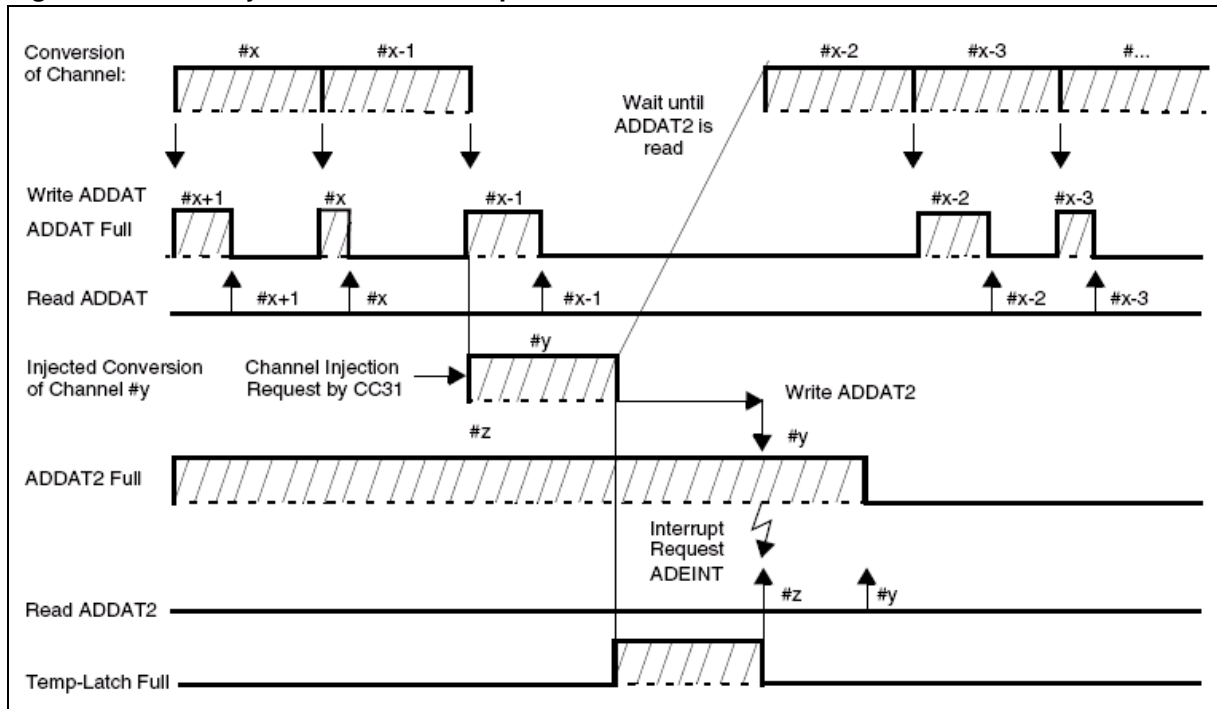 Conversion
of Channel:
#x
#x-1
#x-2
#x-3
#...
Wait until
ADDAT2 is
read
Write ADDAT
ADDAT Full
#x+1
#x
#x-1
#x-2
#x-3
Read ADDAT
#x+1
#x
#x-1
#x-2
#x-3
Injected Conversion
of Channel #y
Channel Injection
Request by CC31
#y
Write ADDAT2
#z
#y
ADDAT2 Full
Interrupt
Request
ADEINT
Read ADDAT2
#z
#y
Temp-Latch Full